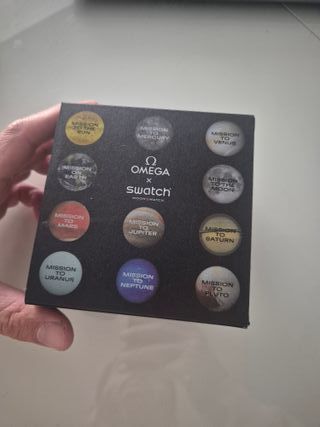 MISSION
TO
THE
SUN
MISSION
TO
MERCURY
MISSION
TO
VENUS
MISSION
ON
EARTH
Ω
OMEGA
×
swatch
MOONSWATCH
MISSION
TO THE
MOON
MISSION
TO
MARS
MISSION
TO
JUPITER
MISSION
TO
SATURN
MISSION
TO
URANUS
MISSION
TO
NEPTUNE
MISSION
TO
PLUTO